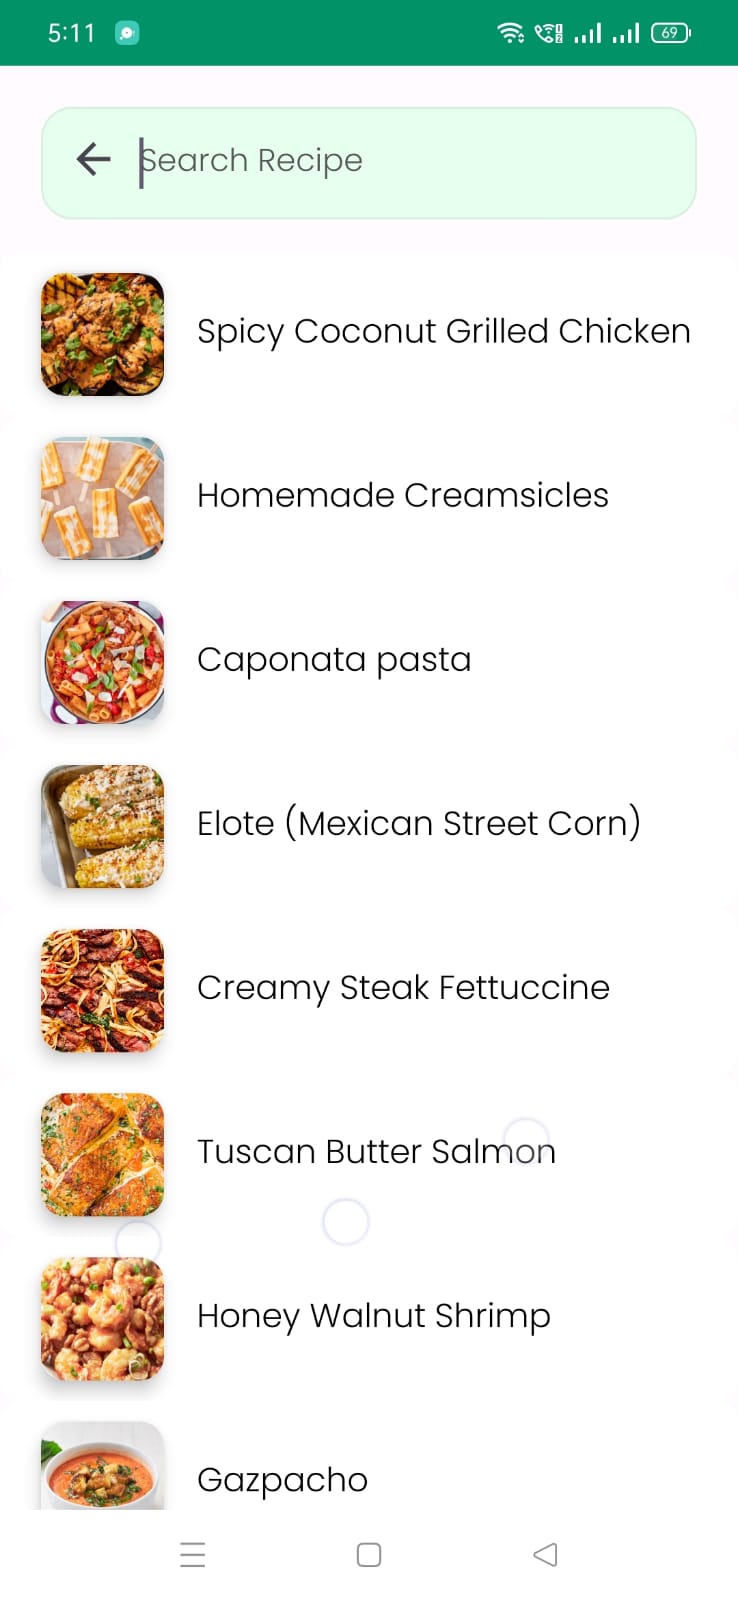 5:11
69
Search Recipe
Spicy Coconut Grilled Chicken
Homemade Creamsicles
Caponata pasta
Elote (Mexican Street Corn)
Creamy Steak Fettuccine
Tuscan Butter Salmon
Honey Walnut Shrimp
Gazpacho